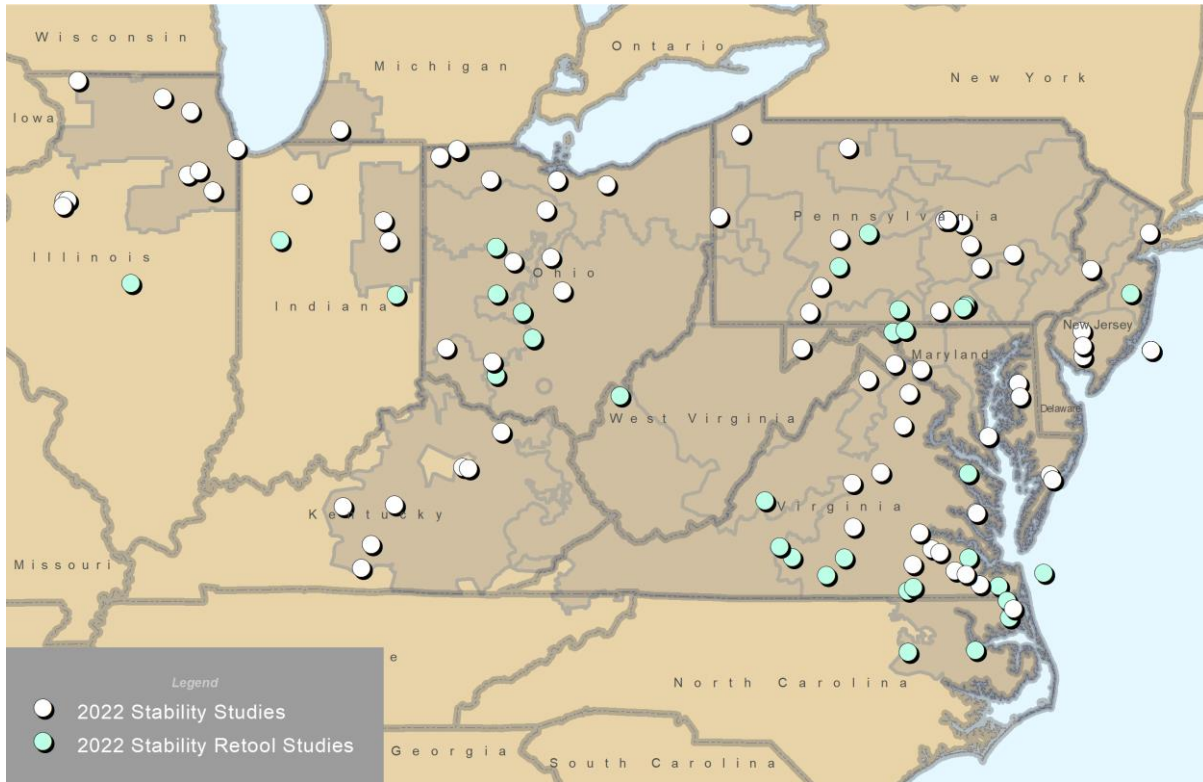 Wisconsin
Michigan
Ontario
New York
Iowa
Pennsylvania
Illinois
Ohio
Indiana
New Jersey
Maryland
Delaware
West Virginia
Virginia
Kentucky
Missouri
e
North Carolina
Georgia
South Carolina
Legend
2022 Stability Studies
2022 Stability Retool Studies